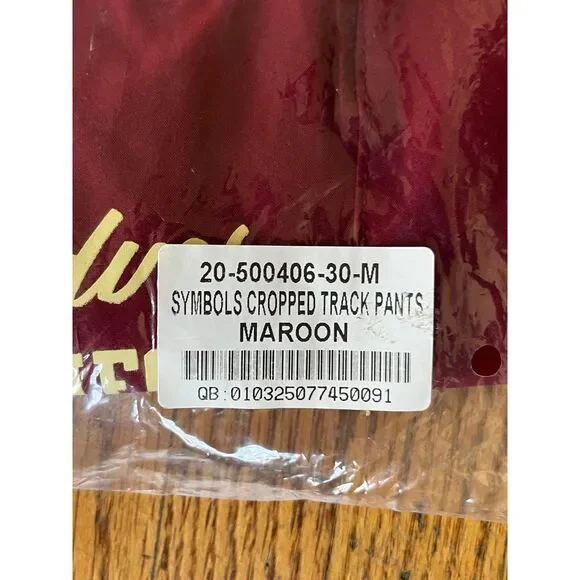 20-500406-30-M
SYMBOLS CROPPED TRACK PANTS
MAROON
QB:010325077450091